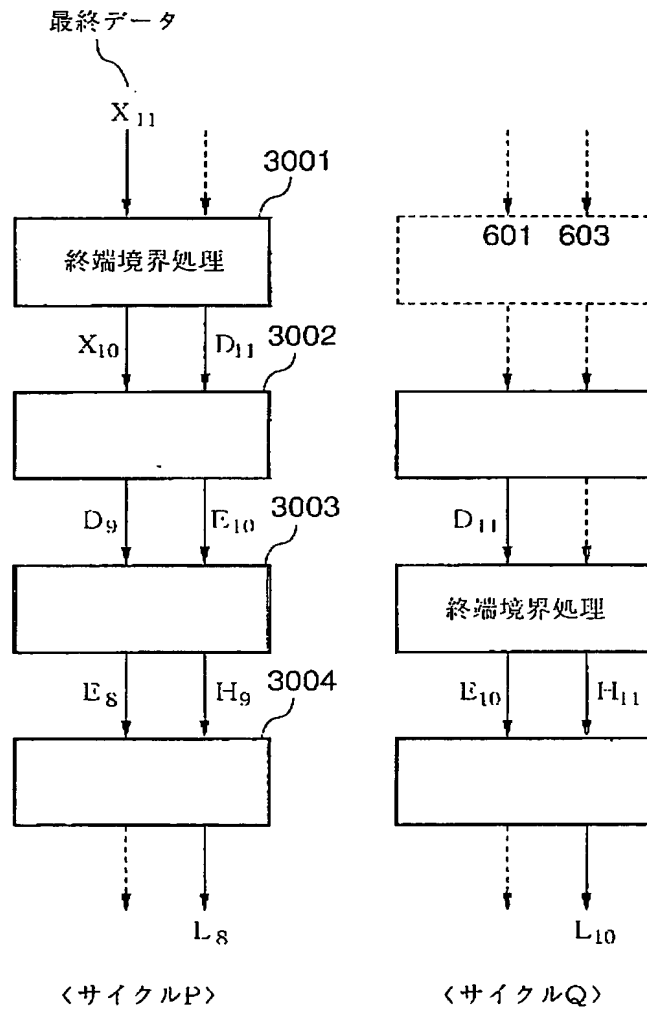 最終データ
X11
3001
終端境界処理
601 603
X10 D11
3002
D9 E10
3003
D11
終端境界処理
E8 H9
3004
E10 H11
L8
L10
〈サイクルP〉
〈サイクルQ〉